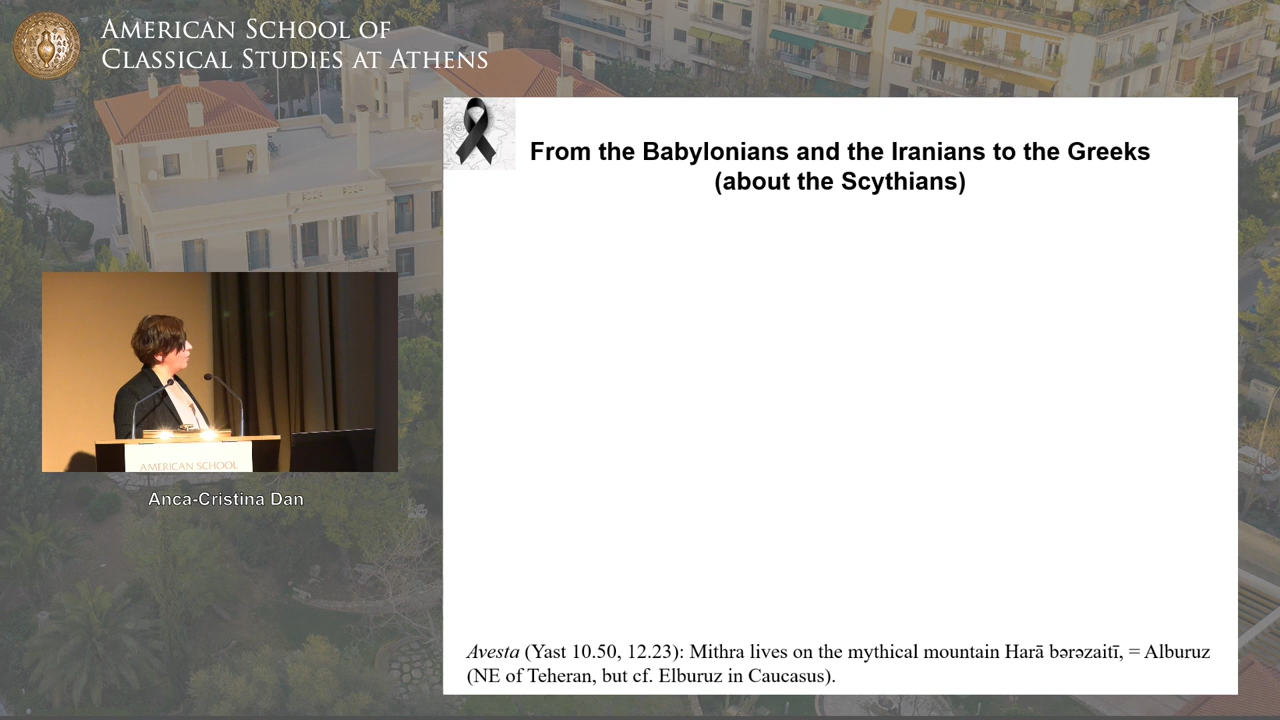 AMERICAN SCHOOL OF
CLASSICAL STUDIES AT ATHENS
From the Babylonians and the Iranians to the Greeks
(about the Scythians)
AMERICAN SCHOOL
Anca-Cristina Dan
Avesta (Yast 10.50, 12.23): Mithra lives on the mythical mountain Harā bərəzaitī, = Alburuz
(NE of Teheran, but cf. Elburuz in Caucasus).